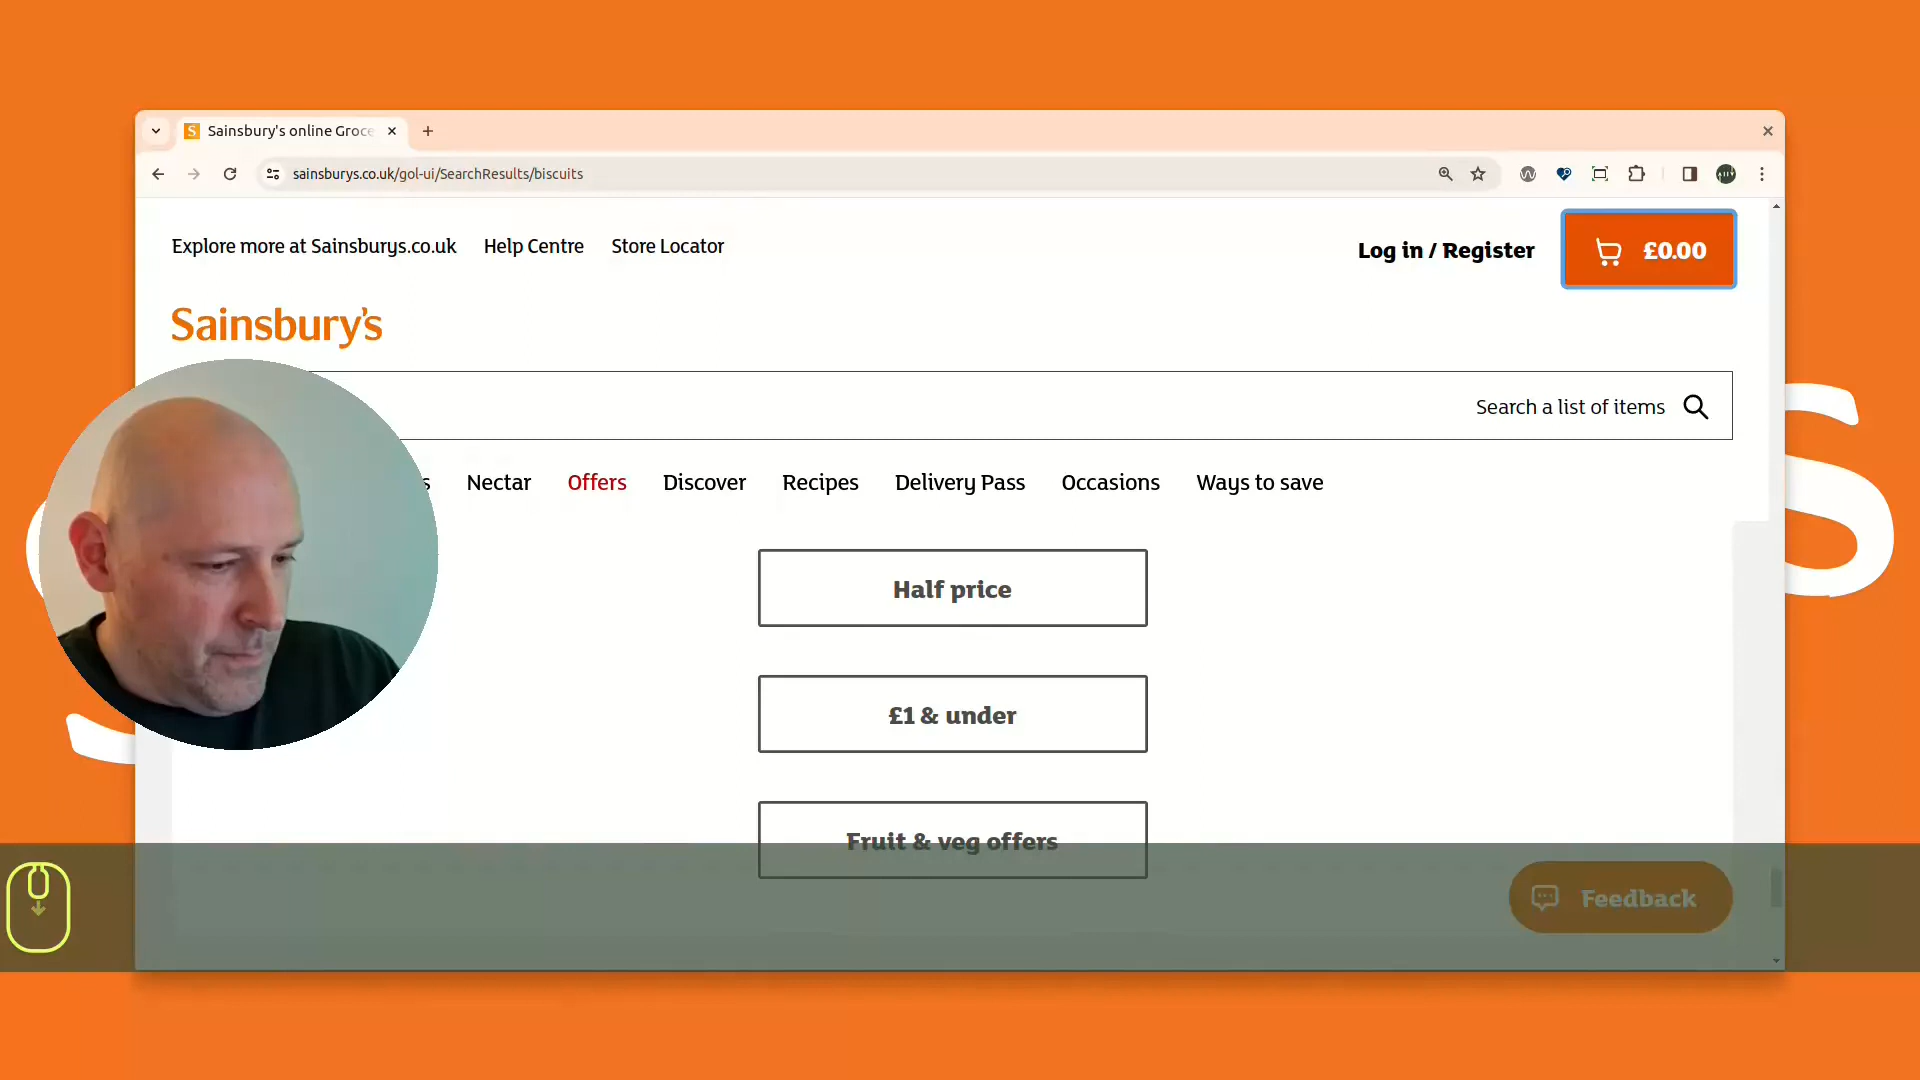 Sainsbury's online Groce
sainsburys.co.uk/gol-ui/SearchResults/biscuits
Explore more at Sainsburys.co.uk Help Centre Store Locator
Log in / Register £0.00
Sainsbury's
Search a list of items
Nectar Offers Discover Recipes Delivery Pass Occasions Ways to save
Half price
£1 & under
Fruit & veg offers
Feedback